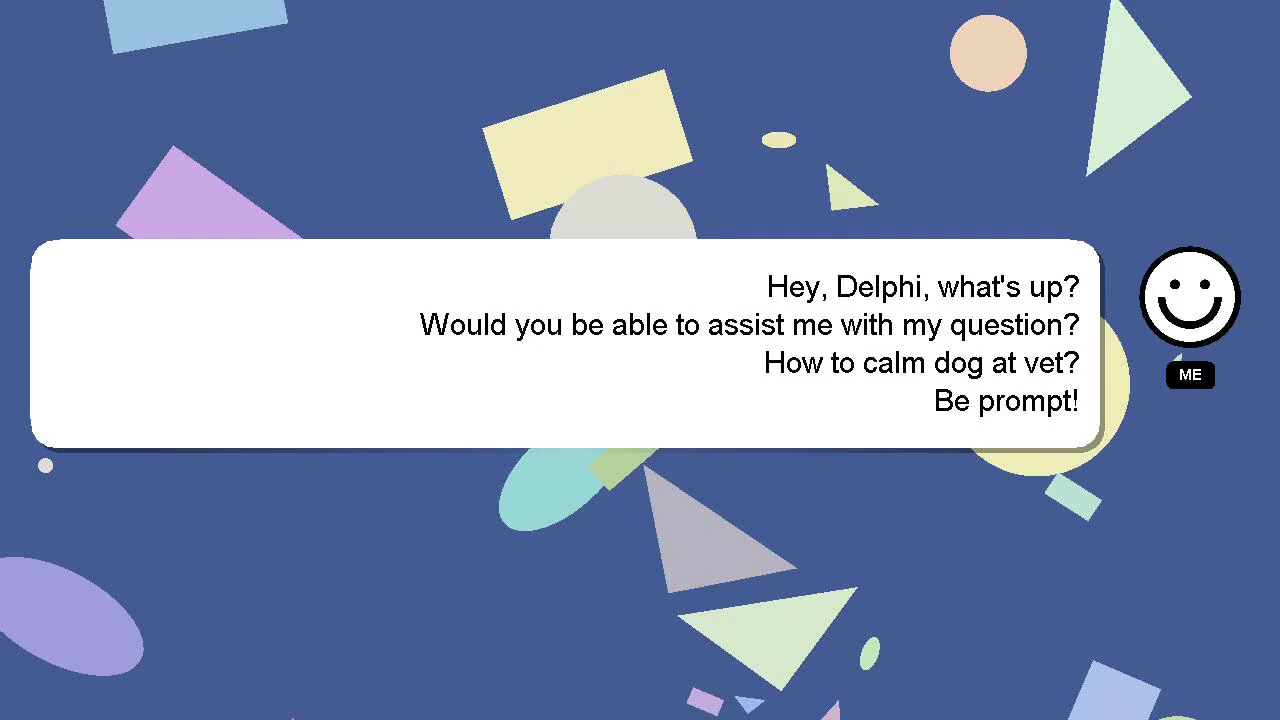 Hey, Delphi, what's up?
Would you be able to assist me with my question?
How to calm dog at vet?
Be prompt!
ME